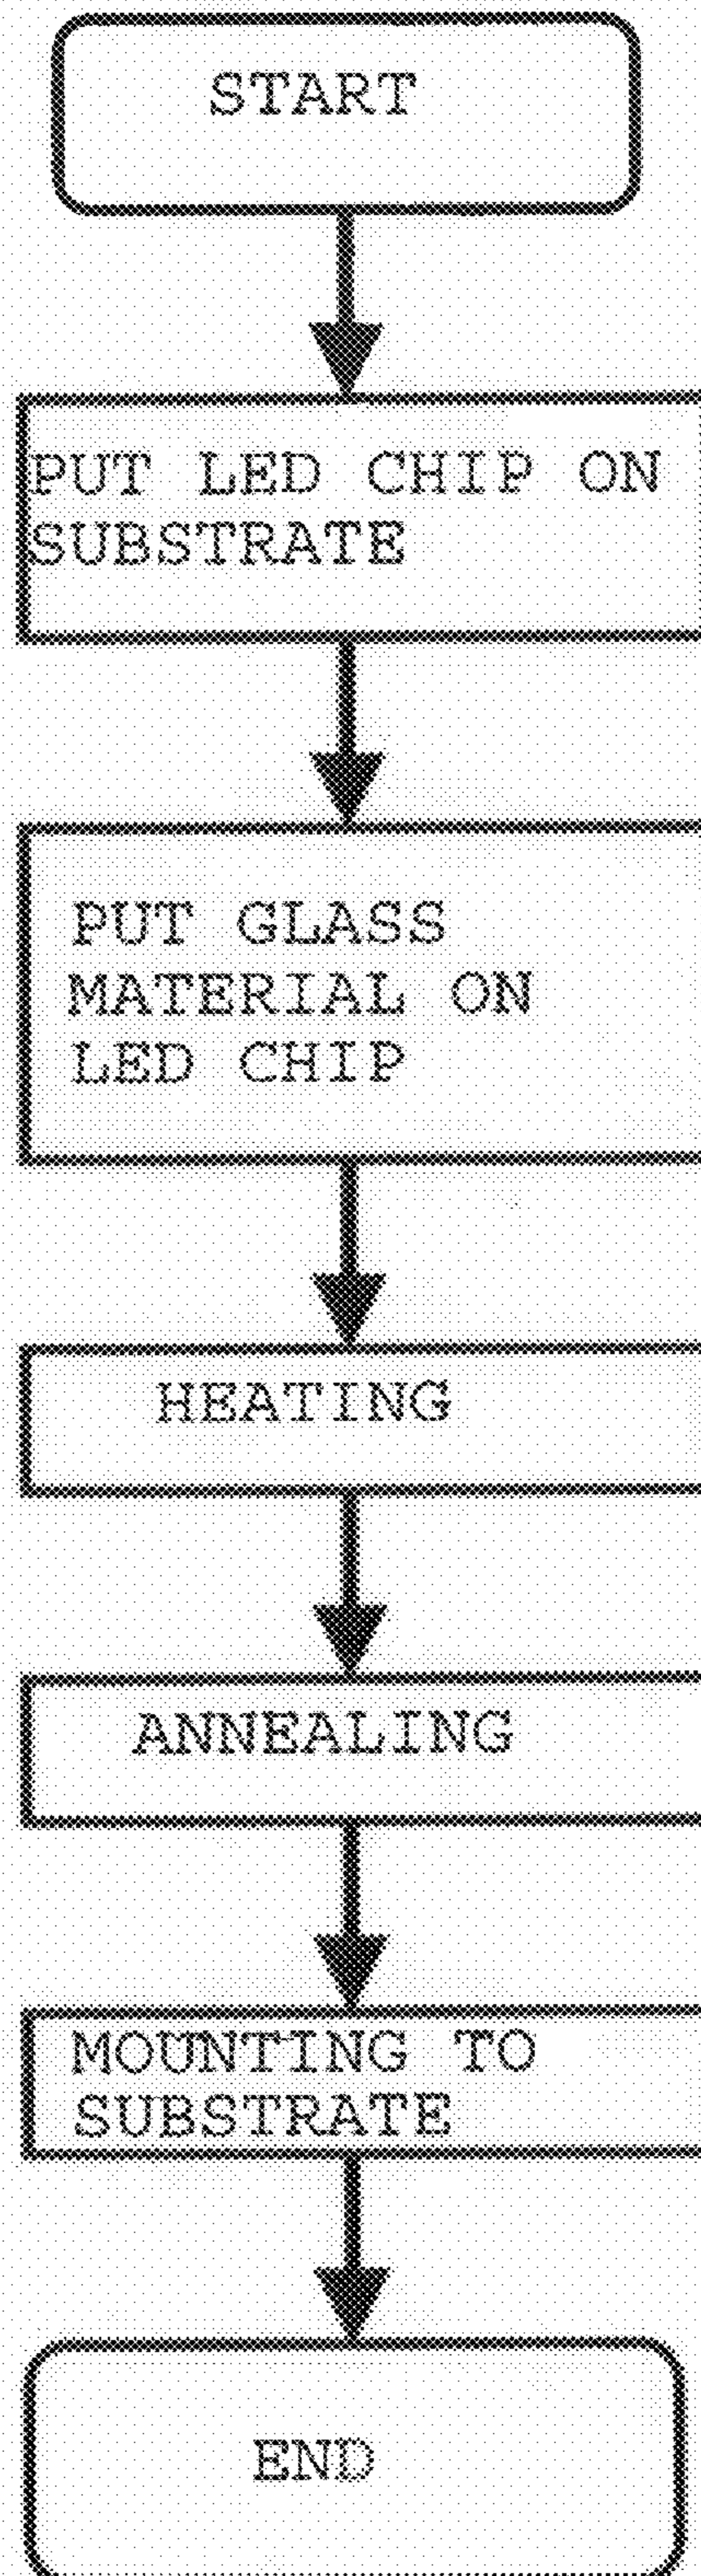 START
PUT LED CHIP ON
SUBSTRATE
PUT GLASS
MATERIAL ON
LED CHIP
HEATING
ANNEALING
MOUNTING TO
SUBSTRATE
END